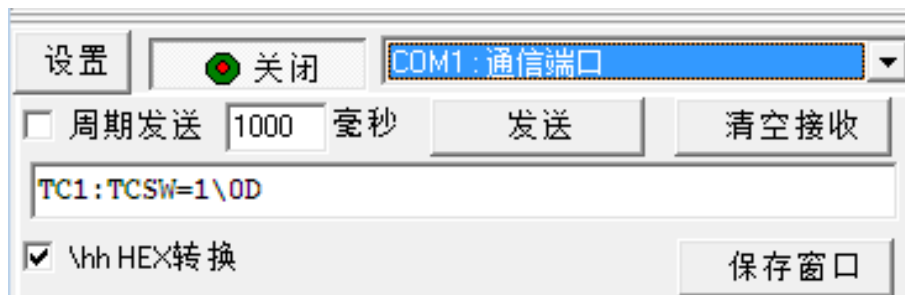 设置 关闭 COM1:通信端口
周期发送 1000 毫秒 发送 清空接收
TC1:TCSW=1\0D
\hh HEX转换 保存窗口